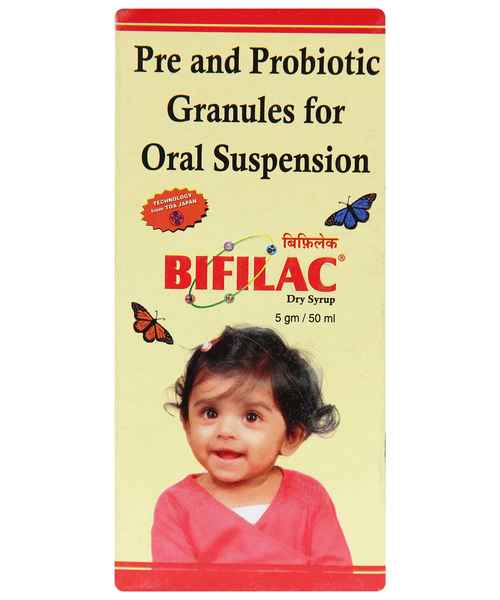 Pre and Probiotic
Granules for
Oral Suspension
TECHNOLOGY
from TOA JAPAN
बिफ़िलेक
BIFILAC®
Dry Syrup
5 gm / 50 ml